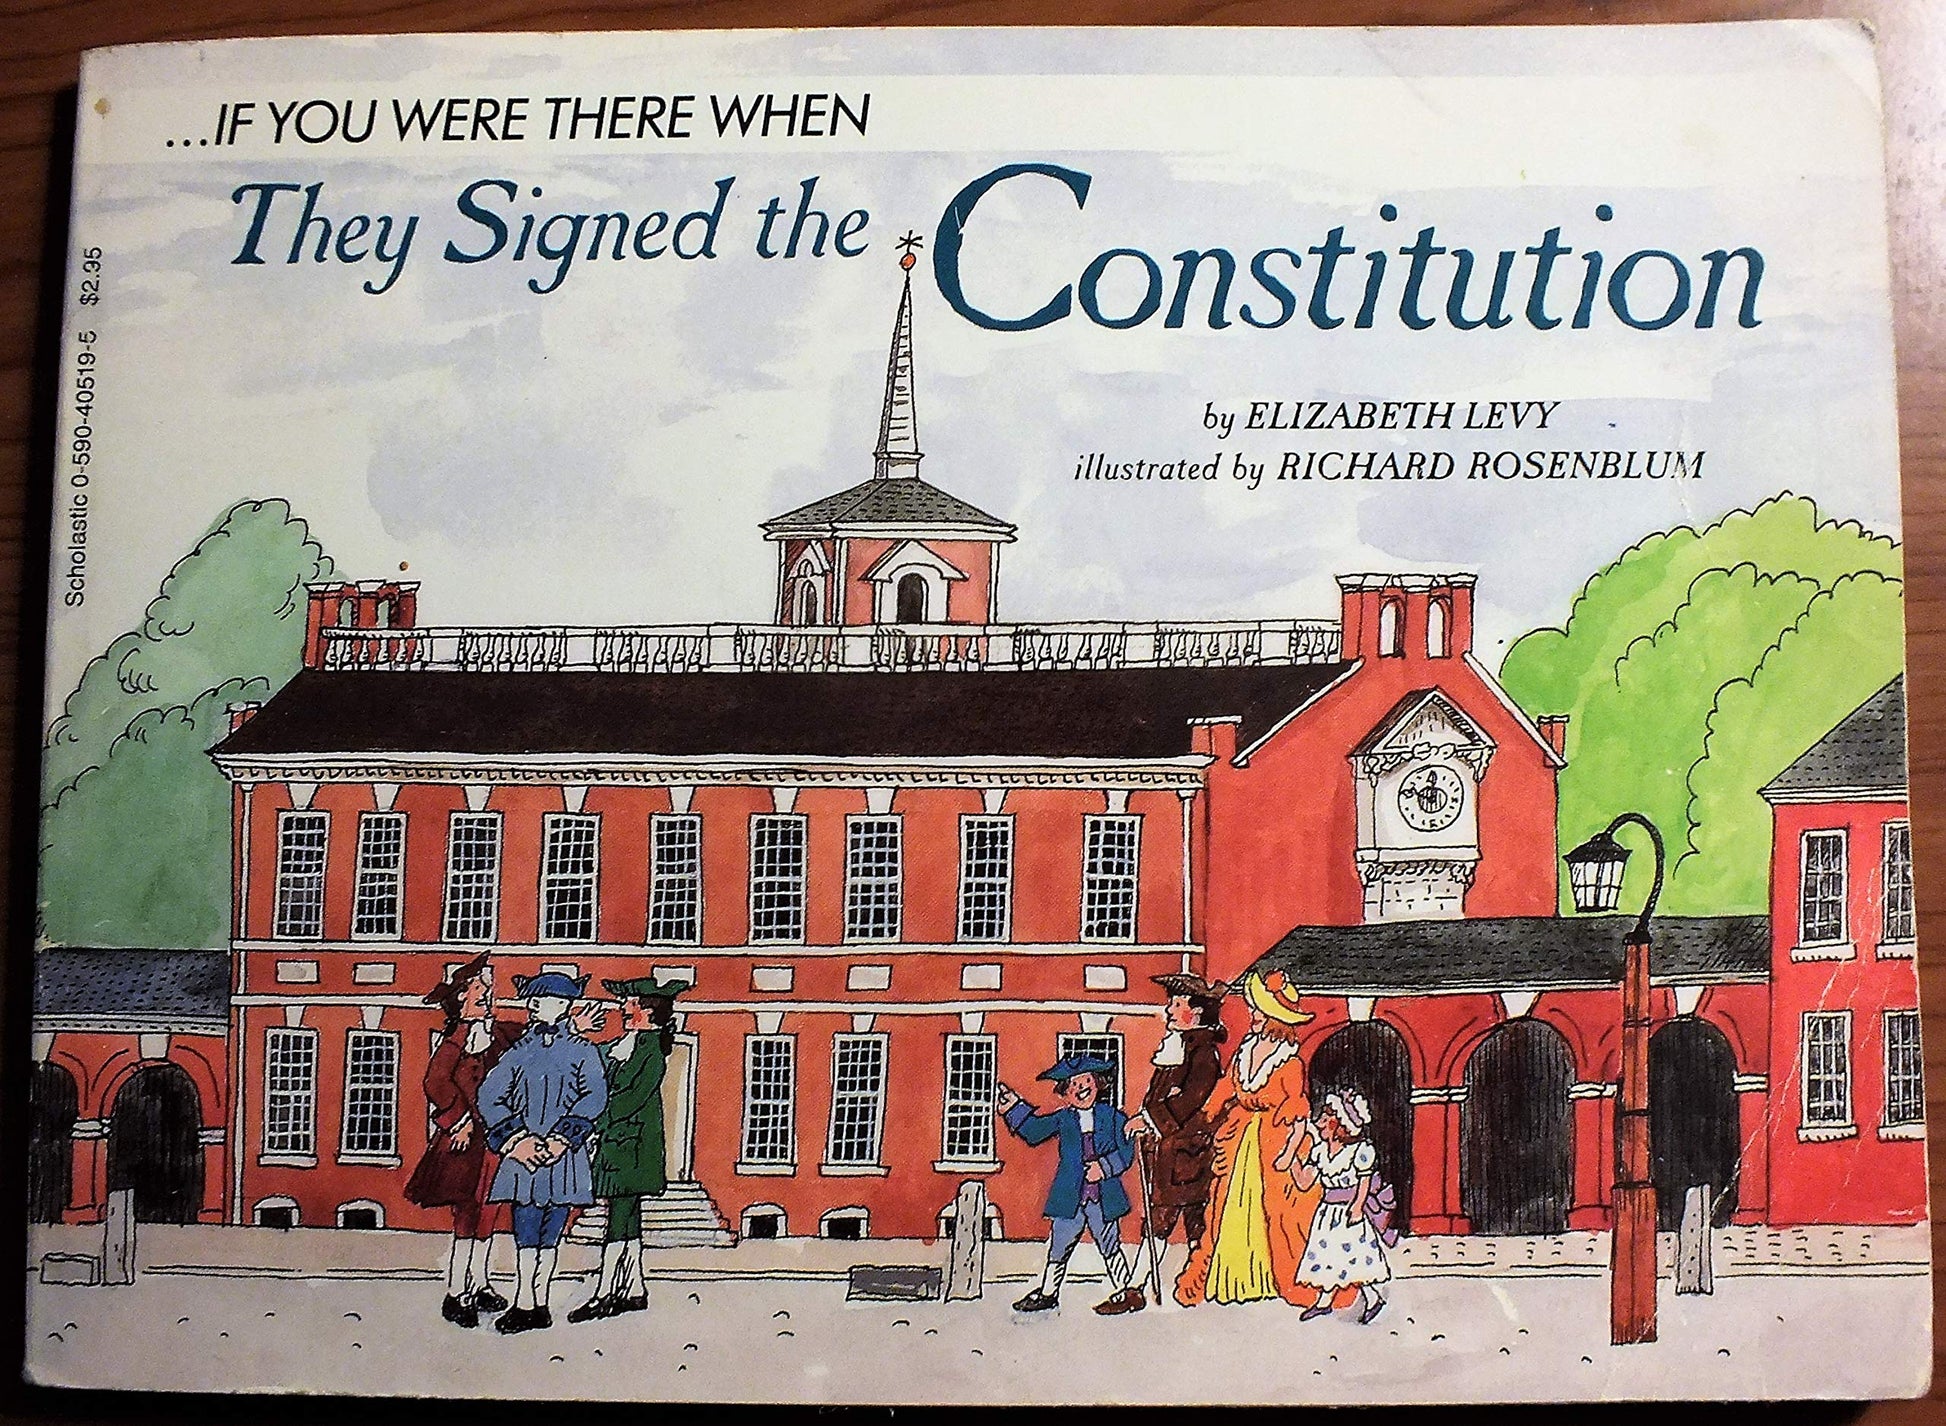 ...IF YOU WERE THERE WHEN
They Signed the Constitution
by ELIZABETH LEVY
illustrated by RICHARD ROSENBLUM
Scholastic 0-590-40519-5 $2.95